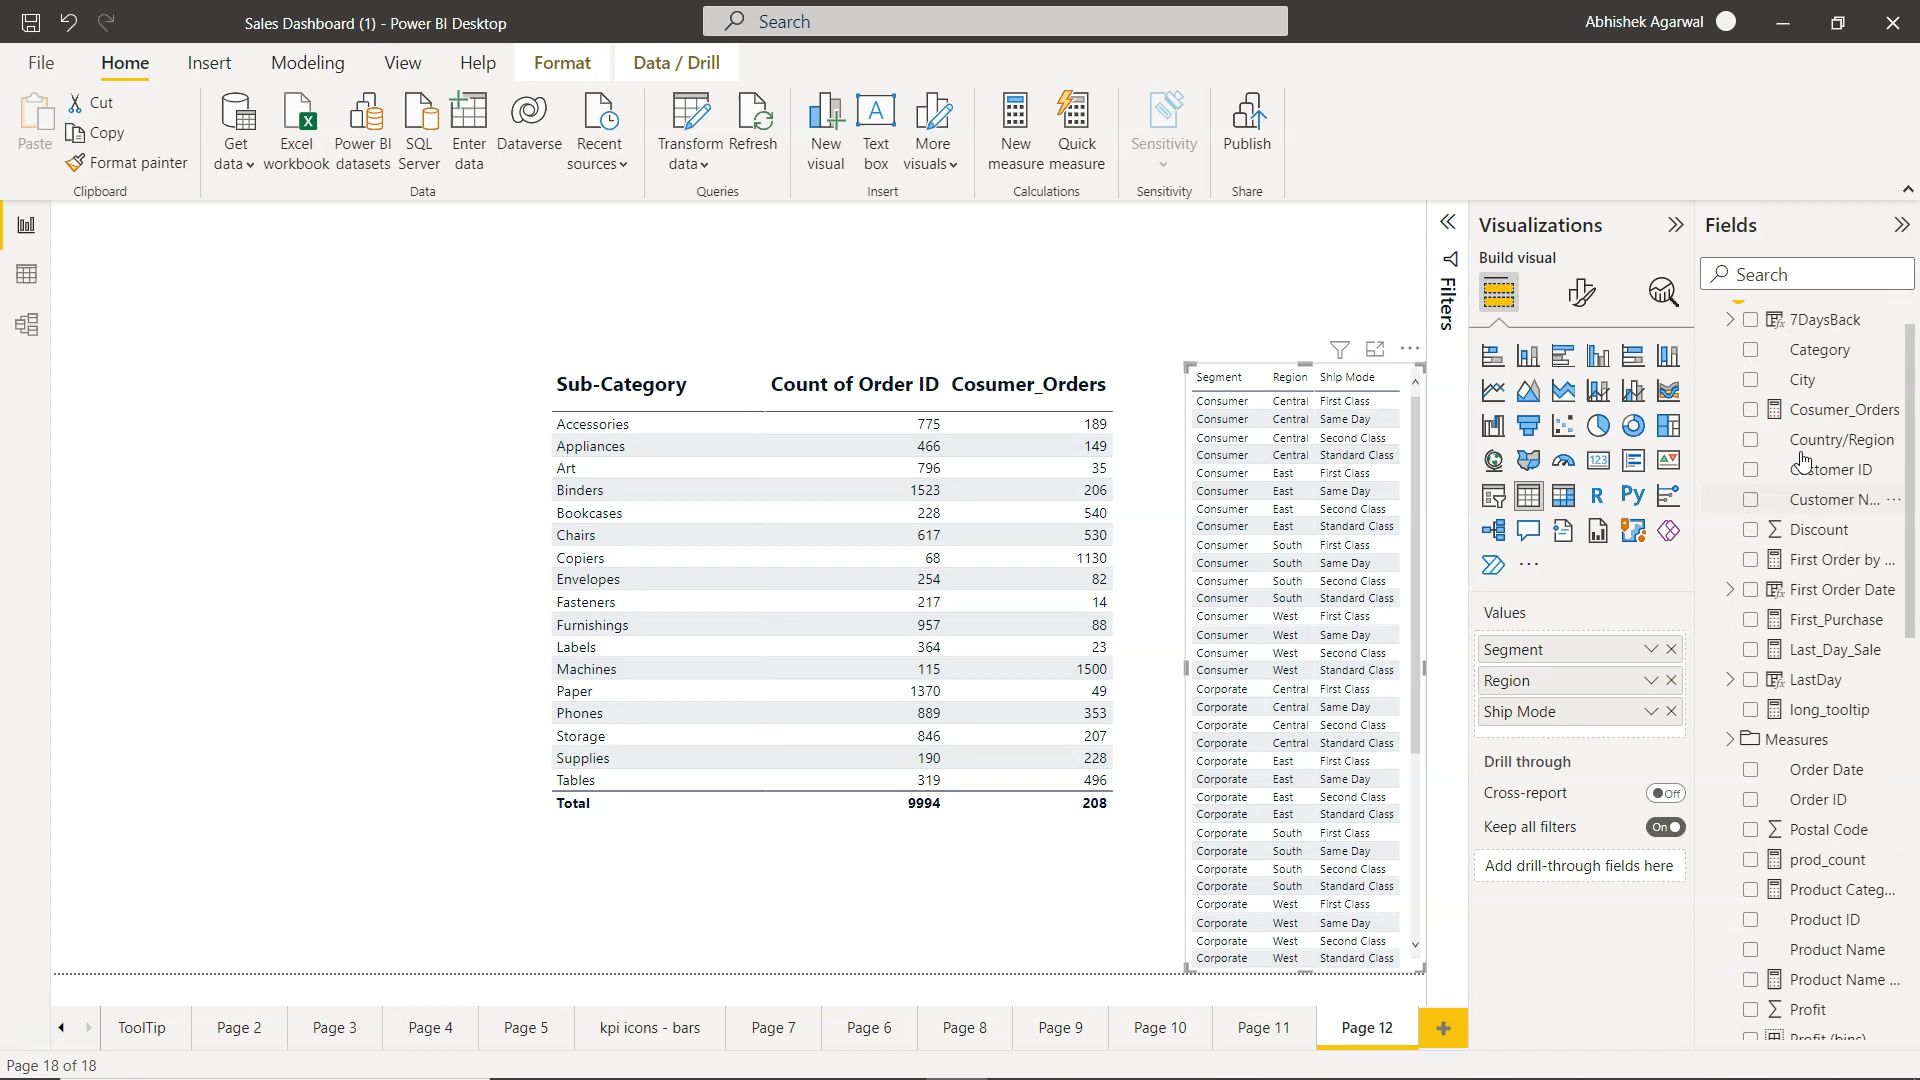 Sales Dashboard (1) - Power BI Desktop
Search
Abhishek Agarwal
File Home Insert Modeling View Help Format Data / Drill
Paste
Cut
Copy
Format painter
Clipboard
Get data
Excel workbook
Power BI datasets
SQL Server
Enter data
Dataverse
Recent sources
Data
Transform data
Refresh
Queries
New visual
Text box
More visuals
Insert
New measure
Quick measure
Calculations
Sensitivity
Sensitivity
Publish
Share
Sub-Category Count of Order ID Cosumer_Orders
Accessories 775 189
Appliances 466 149
Art 796 35
Binders 1523 206
Bookcases 228 540
Chairs 617 530
Copiers 68 1130
Envelopes 254 82
Fasteners 217 14
Furnishings 957 88
Labels 364 23
Machines 115 1500
Paper 1370 49
Phones 889 353
Storage 846 207
Supplies 190 228
Tables 319 496
Total 9994 208
Segment Region Ship Mode
Consumer Central First Class
Consumer Central Same Day
Consumer Central Second Class
Consumer Central Standard Class
Consumer East First Class
Consumer East Same Day
Consumer East Second Class
Consumer East Standard Class
Consumer South First Class
Consumer South Same Day
Consumer South Second Class
Consumer South Standard Class
Consumer West First Class
Consumer West Same Day
Consumer West Second Class
Consumer West Standard Class
Corporate Central First Class
Corporate Central Same Day
Corporate Central Second Class
Corporate Central Standard Class
Corporate East First Class
Corporate East Same Day
Corporate East Second Class
Corporate East Standard Class
Corporate South First Class
Corporate South Same Day
Corporate South Second Class
Corporate South Standard Class
Corporate West First Class
Corporate West Same Day
Corporate West Second Class
Corporate West Standard Class
Filters
Visualizations
Build visual
123
R
Py
Values
Segment
Region
Ship Mode
Drill through
Cross-report Off
Keep all filters On
Add drill-through fields here
Fields
Search
7DaysBack
Category
City
Cosumer_Orders
Country/Region
Customer ID
Customer N...
Discount
First Order by ...
First Order Date
First_Purchase
Last_Day_Sale
LastDay
long_tooltip
Measures
Order Date
Order ID
Postal Code
prod_count
Product Categ...
Product ID
Product Name
Product Name ...
Profit
Profit (bins)
ToolTip Page 2 Page 3 Page 4 Page 5 kpi icons - bars Page 7 Page 6 Page 8 Page 9 Page 10 Page 11 Page 12
Page 18 of 18